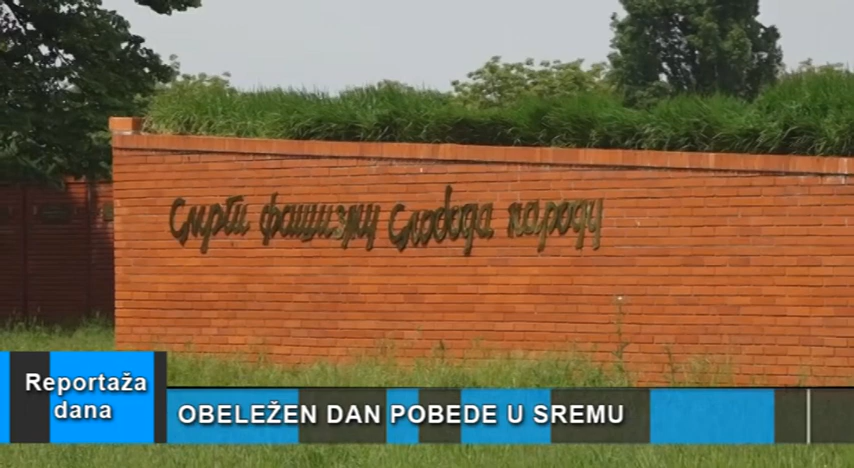 Смрт фашизму слобода народу
Reportaža
dana
OBELEŽEN DAN POBEDE U SREMU